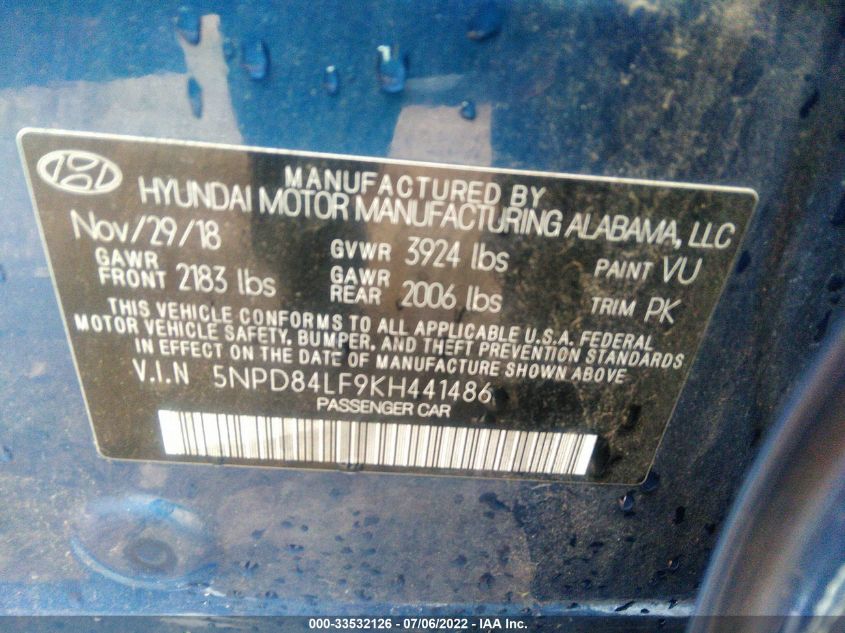 MANUFACTURED BY
HYUNDAI MOTOR MANUFACTURING ALABAMA, LLC
Nov/29/18 GVWR 3924 lbs PAINT VU
GAWR FRONT 2183 lbs GAWR REAR 2006 lbs TRIM PK
THIS VEHICLE CONFORMS TO ALL APPLICABLE U.S.A. FEDERAL
MOTOR VEHICLE SAFETY, BUMPER, AND THEFT PREVENTION STANDARDS
IN EFFECT ON THE DATE OF MANUFACTURE SHOWN ABOVE.
V.I.N 5NPD84LF9KH441486
PASSENGER CAR
000-33532126 - 07/06/2022 - IAA Inc.